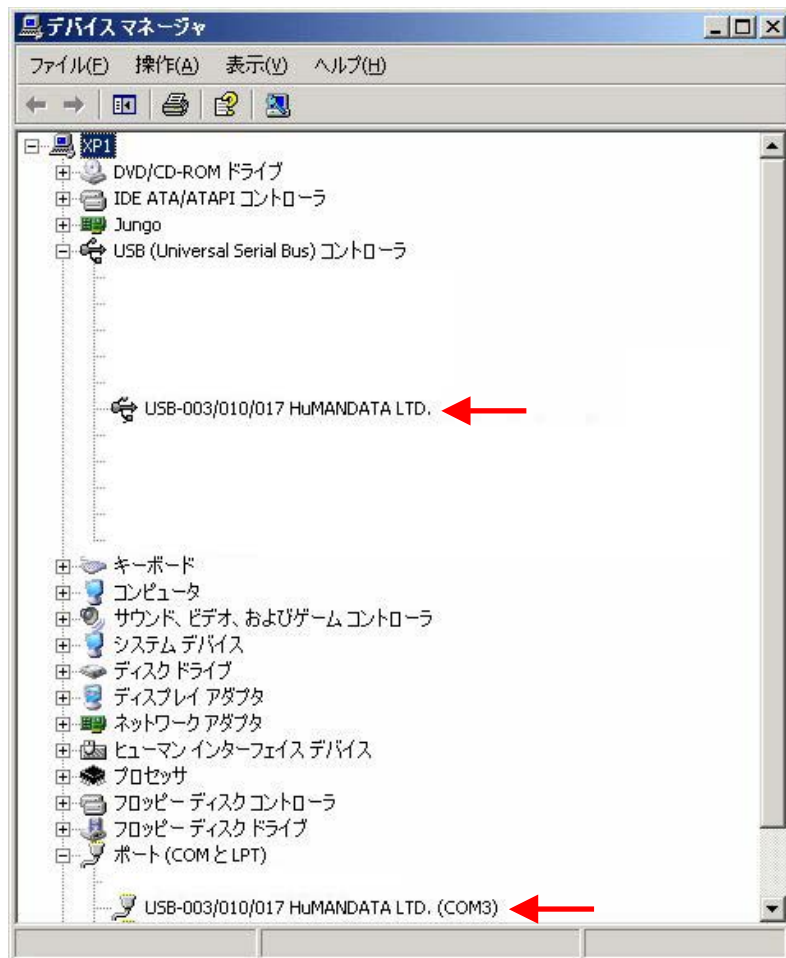 デバイス マネージャ
ファイル(F) 操作(A) 表示(V) ヘルプ(H)
XP1
DVD/CD-ROM ドライブ
IDE ATA/ATAPI コントローラ
Jungo
USB (Universal Serial Bus) コントローラ
USB-003/010/017 HuMANDATA LTD.
キーボード
コンピュータ
サウンド、ビデオ、およびゲーム コントローラ
システム デバイス
ディスク ドライブ
ディスプレイ アダプタ
ネットワーク アダプタ
ヒューマン インターフェイス デバイス
プロセッサ
フロッピー ディスク コントローラ
フロッピー ディスク ドライブ
ポート (COM と LPT)
USB-003/010/017 HuMANDATA LTD. (COM3)